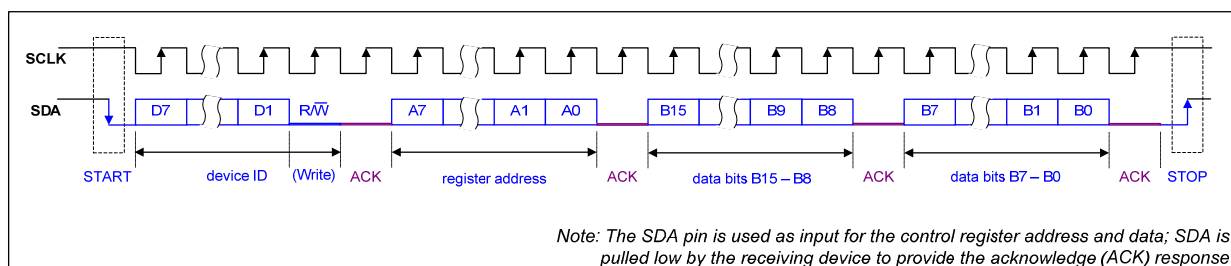 SCLK
SDA D7 D1 R/W̅ A7 A1 A0 B15 B9 B8 B7 B1 B0
START device ID (Write) ACK register address ACK data bits B15 – B8 ACK data bits B7 – B0 ACK STOP
Note: The SDA pin is used as input for the control register address and data; SDA is
pulled low by the receiving device to provide the acknowledge (ACK) response